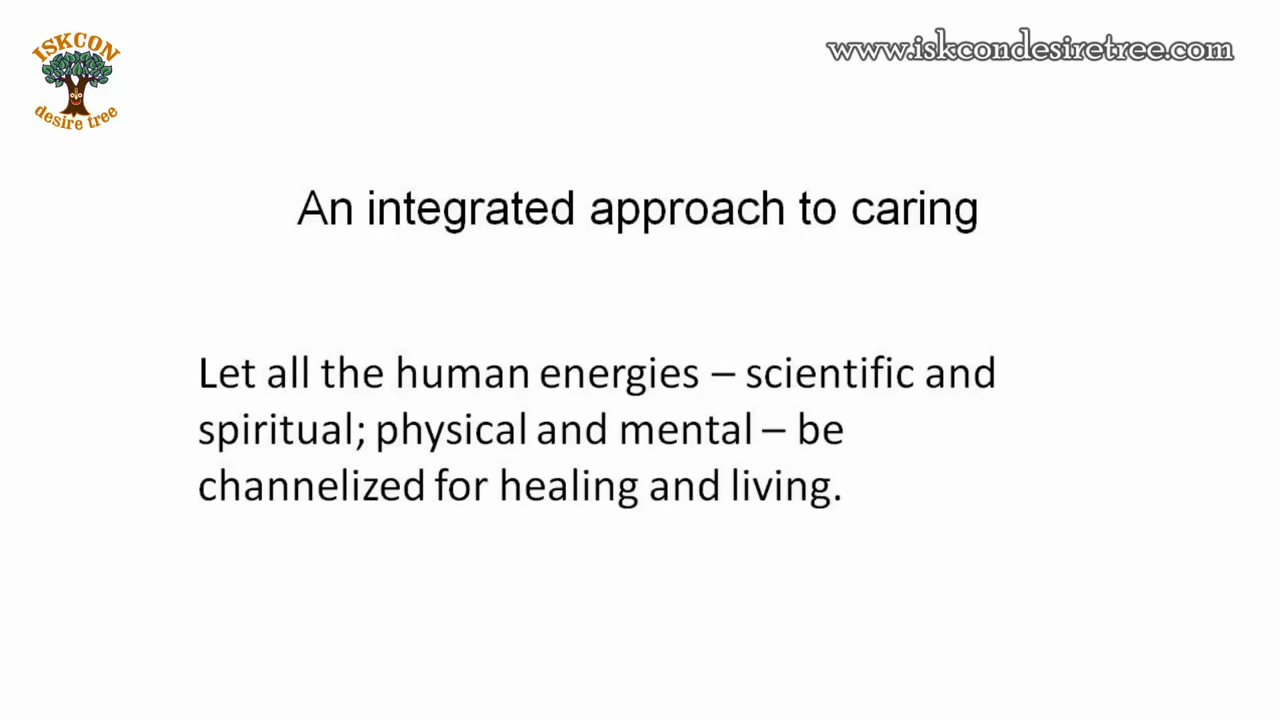 ISKCON
desire tree
www.iskcondesiretree.com
An integrated approach to caring
Let all the human energies – scientific and
spiritual; physical and mental – be
channelized for healing and living.